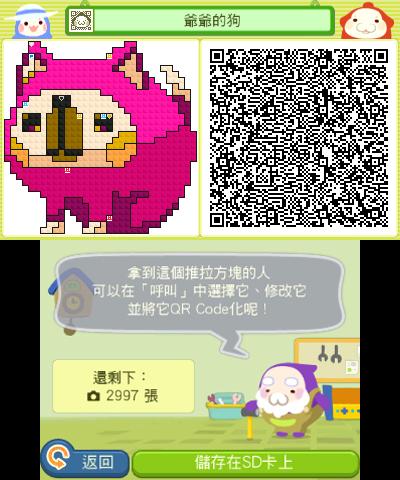 爺爺的狗
拿到這個推拉方塊的人
可以在「呼叫」中選擇它、修改它
並將它QR Code化呢！
還剩下：
2997 張
返回
儲存在SD卡上